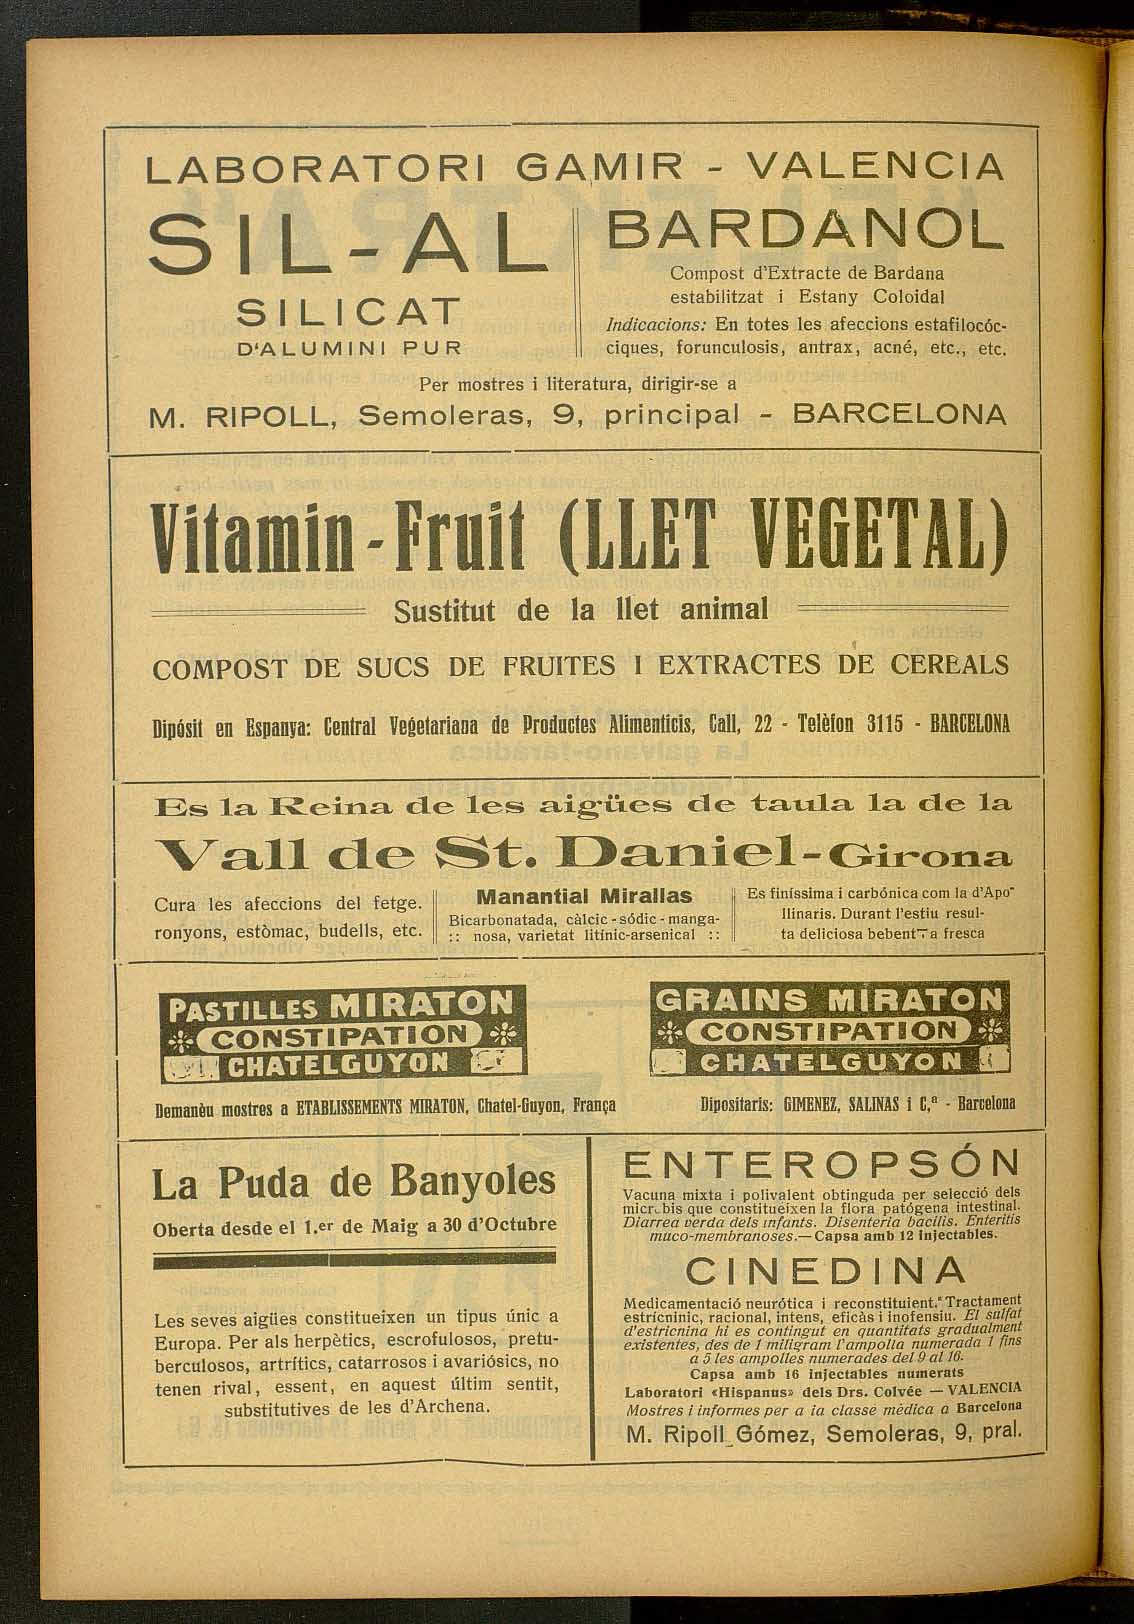 LABORATORI GAMIR - VALENCIA
SIL-AL
SILICAT
D'ALUMINI PUR
BARDANOL
Compost d'Extracte de Bardana
estabilitzat i Estany Coloidal
Indicacions: En totes les afeccions estafilocóc-
ciques, forunculosis, antrax, acné, etc., etc.
Per mostres i literatura, dirigir-se a
M. RIPOLL, Semoleras, 9, principal - BARCELONA
Vitamin-Fruit (LLET VEGETAL)
Sustitut de la llet animal
COMPOST DE SUCS DE FRUITES I EXTRACTES DE CEREALS
Dipósit en Espanya: Central Vegetariana de Productes Alimenticis, Call, 22 - Telèfon 3115 - BARCELONA
Es la Reina de les aigües de taula la de la
Vall de St. Daniel-Girona
Cura les afeccions del fetge.
ronyons, estòmac, budells, etc.
Manantial Mirallas
Bicarbonatada, càlcic-sódic-manga-
:: nosa, varietat litínic-arsenical ::
Es finíssima i carbónica com la d'Apo-
llinaris. Durant l'estiu resul-
ta deliciosa bebent-a fresca
PASTILLES MIRATON
CONSTIPATION
CHATELGUYON
GRAINS MIRATON
CONSTIPATION
CHATELGUYON
Demanèu mostres a ETABLISSEMENTS MIRATON, Chatel-Guyon, França
Dipositaris: GIMENEZ, SALINAS i C,ª - Barcelona
La Puda de Banyoles
Oberta desde el 1.er de Maig a 30 d'Octubre
Les seves aigües constitueixen un tipus únic a
Europa. Per als herpètics, escrofulosos, pretu-
berculosos, artrítics, catarrosos i avariósics, no
tenen rival, essent, en aquest últim sentit,
substitutives de les d'Archena.
ENTEROPSÓN
Vacuna mixta i polivalent obtinguda per selecció dels
microbis que constitueixen la flora patógena intestinal.
Diarrea verda dels infants. Disenteria bacilis. Enteritis
muco-membranoses.—Capsa amb 12 injectables.
CINEDINA
Medicamentació neurótica i reconstituient. Tractament
estrícninic, racional, intens, eficàs i inofensiu. El sulfat
d'estricnina hi es contingut en quantitats gradualment
existentes, des de 1 miligram l'ampolla numerada 1 fins
a 5 les ampolles numerades del 9 al 16.
Capsa amb 16 injectables numerats
Laboratori «Hispanus» dels Drs. Colvée — VALENCIA
Mostres i informes per a la classe médica a Barcelona
M. Ripoll Gómez, Semoleras, 9, pral.